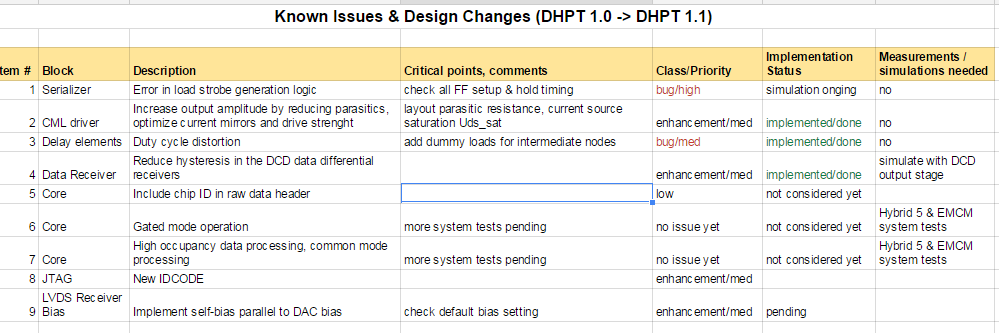 Known Issues & Design Changes (DHPT 1.0 -> DHPT 1.1)
tem # Block Description Critical points, comments Class/Priority Implementation Status Measurements / simulations needed
1 Serializer Error in load strobe generation logic check all FF setup & hold timing bug/high simulation onging no
2 CML driver Increase output amplitude by reducing parasitics, optimize current mirrors and drive strenght layout parasitic resistance, current source saturation Uds_sat enhancement/med implemented/done no
3 Delay elements Duty cycle distortion add dummy loads for intermediate nodes bug/med implemented/done no
4 Data Receiver Reduce hysteresis in the DCD data differential receivers enhancement/med implemented/done simulate with DCD output stage
5 Core Include chip ID in raw data header low not considered yet
6 Core Gated mode operation more system tests pending no issue yet not considered yet Hybrid 5 & EMCM system tests
7 Core High occupancy data processing, common mode processing more system tests pending no issue yet not considered yet Hybrid 5 & EMCM system tests
8 JTAG New IDCODE enhancement/med
9 LVDS Receiver Bias Implement self-bias parallel to DAC bias check default bias setting enhancement/med pending